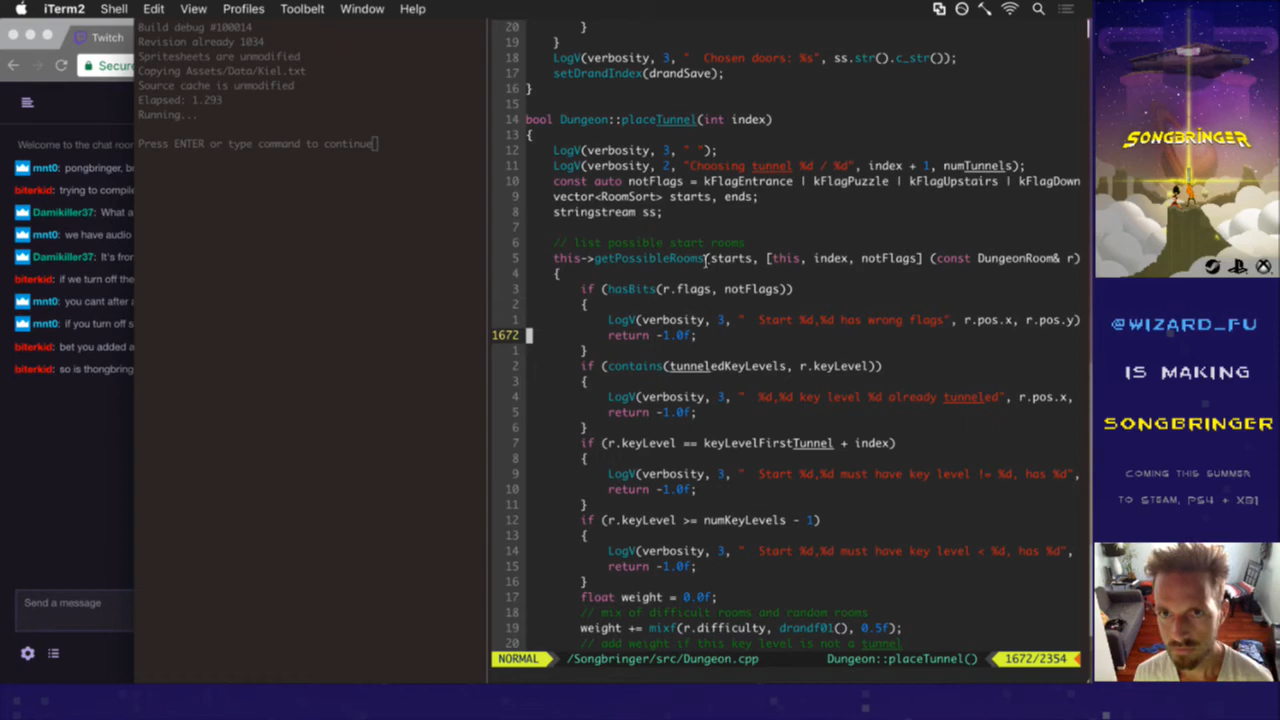 iTerm2 Shell Edit View Profiles Toolbelt Window Help
Twitch
Secure
Welcome to the chat roo
mnt0: pongbringer, b
biterkid: trying to compile
Damikiller37: What a
mnt0: we have audio
Damikiller37: It's fror
biterkid: if we turn off the
mnt0: you cant after a
mnt0: if you turn off s
biterkid: bet you added a
biterkid: so is thongbring
Send a message
Build debug #100014
Revision already 1034
Spritesheets are unmodified
Copying Assets/Data/Kiel.txt
Source cache is unmodified
Elapsed: 1.293
Running...
Press ENTER or type command to continue
20 }
19 }
18 LogV(verbosity, 3, " Chosen doors: %s", ss.str().c_str());
17 setDrandIndex(drandSave);
16 }
15
14 bool Dungeon::placeTunnel(int index)
13 {
12 LogV(verbosity, 3, " ");
11 LogV(verbosity, 2, "Choosing tunnel %d / %d", index + 1, numTunnels);
10 const auto notFlags = kFlagEntrance | kFlagPuzzle | kFlagUpstairs | kFlagDown
9 vector<RoomSort> starts, ends;
8 stringstream ss;
7
6 // list possible start rooms
5 this->getPossibleRooms(starts, [this, index, notFlags] (const DungeonRoom& r)
4 {
3 if (hasBits(r.flags, notFlags))
2 {
1 LogV(verbosity, 3, " Start %d,%d has wrong flags", r.pos.x, r.pos.y)
1672 return -1.0f;
1 }
2 if (contains(tunneledKeyLevels, r.keyLevel))
3 {
4 LogV(verbosity, 3, " %d,%d key level %d already tunneled", r.pos.x,
5 return -1.0f;
6 }
7 if (r.keyLevel == keyLevelFirstTunnel + index)
8 {
9 LogV(verbosity, 3, " Start %d,%d must have key level != %d, has %d",
10 return -1.0f;
11 }
12 if (r.keyLevel >= numKeyLevels - 1)
13 {
14 LogV(verbosity, 3, " Start %d,%d must have key level < %d, has %d",
15 return -1.0f;
16 }
17 float weight = 0.0f;
18 // mix of difficult rooms and random rooms
19 weight += mixf(r.difficulty, drandf01(), 0.5f);
20 // add weight if this key level is not a tunnel
NORMAL /Songbringer/src/Dungeon.cpp Dungeon::placeTunnel() 1672/2354
SONGBRINGER
@WIZARD_FU
IS MAKING
SONGBRINGER
COMING THIS SUMMER
TO STEAM, PS4 + XB1